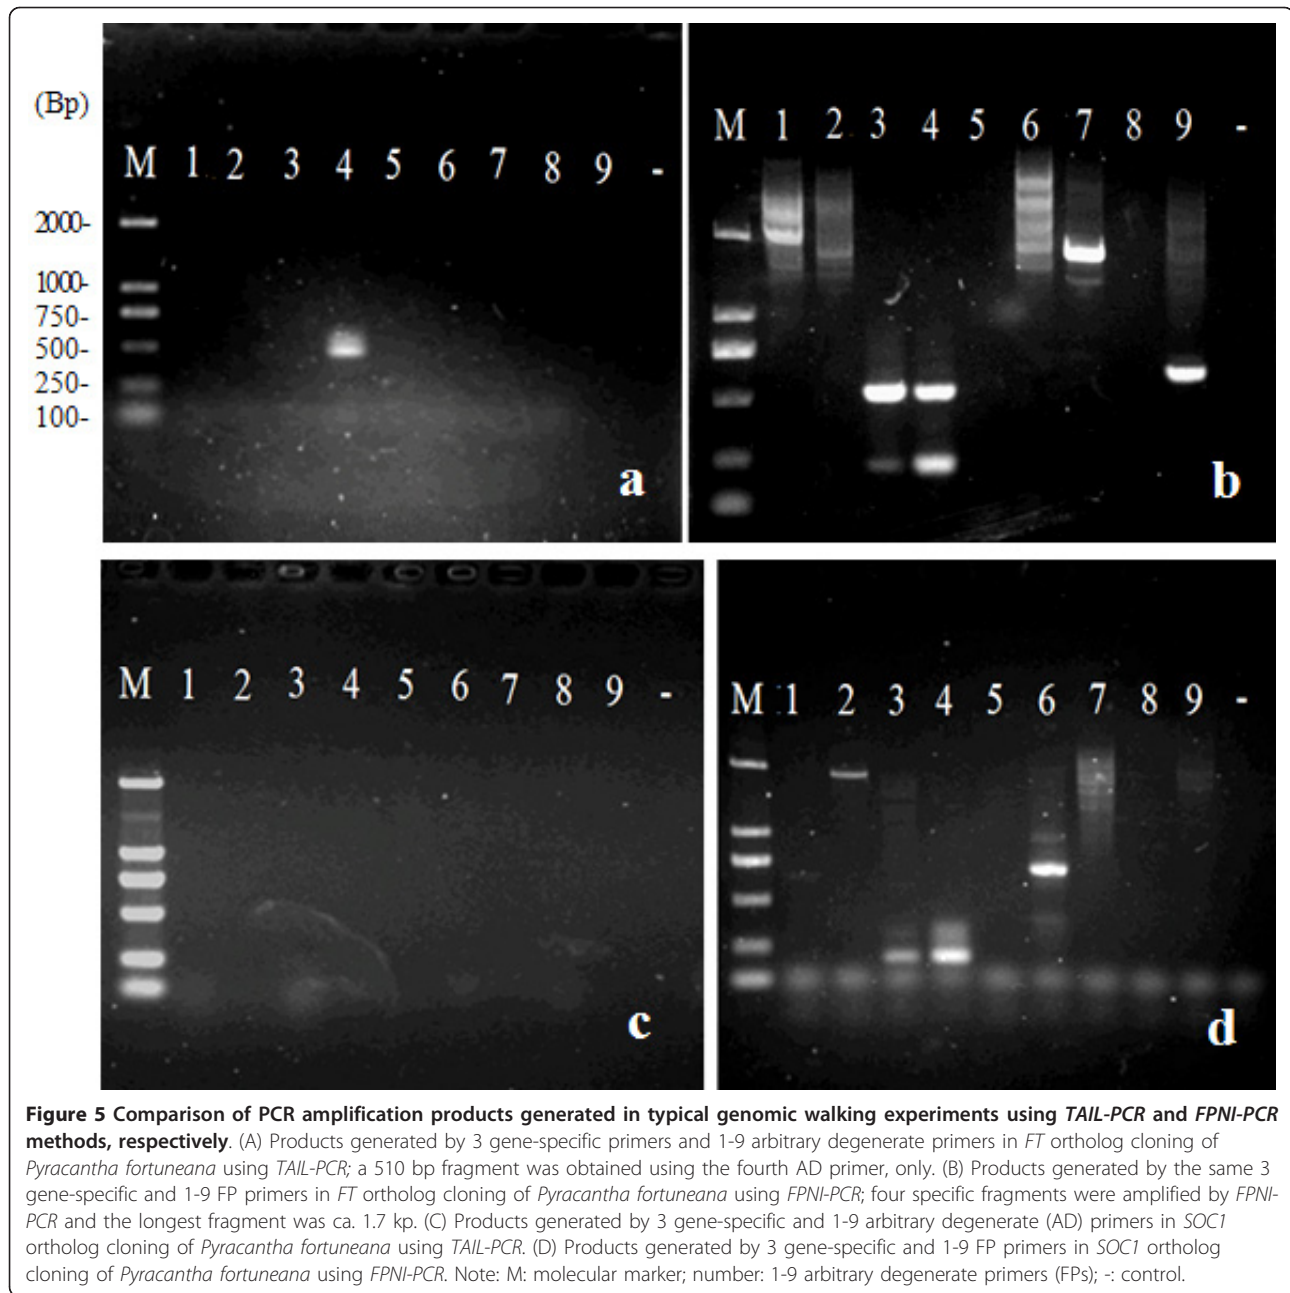 (Bp)
M 1 2 3 4 5 6 7 8 9 -
2000-
1000-
750-
500-
250-
100-
a
M 1 2 3 4 5 6 7 8 9 -
b
M 1 2 3 4 5 6 7 8 9 -
c
M 1 2 3 4 5 6 7 8 9 -
d
Figure 5 Comparison of PCR amplification products generated in typical genomic walking experiments using TAIL-PCR and FPNI-PCR
methods, respectively. (A) Products generated by 3 gene-specific primers and 1-9 arbitrary degenerate primers in FT ortholog cloning of
Pyracantha fortuneana using TAIL-PCR; a 510 bp fragment was obtained using the fourth AD primer, only. (B) Products generated by the same 3
gene-specific and 1-9 FP primers in FT ortholog cloning of Pyracantha fortuneana using FPNI-PCR; four specific fragments were amplified by FPNI-
PCR and the longest fragment was ca. 1.7 kp. (C) Products generated by 3 gene-specific and 1-9 arbitrary degenerate (AD) primers in SOC1
ortholog cloning of Pyracantha fortuneana using TAIL-PCR. (D) Products generated by 3 gene-specific and 1-9 FP primers in SOC1 ortholog
cloning of Pyracantha fortuneana using FPNI-PCR. Note: M: molecular marker; number: 1-9 arbitrary degenerate primers (FPs); -: control.